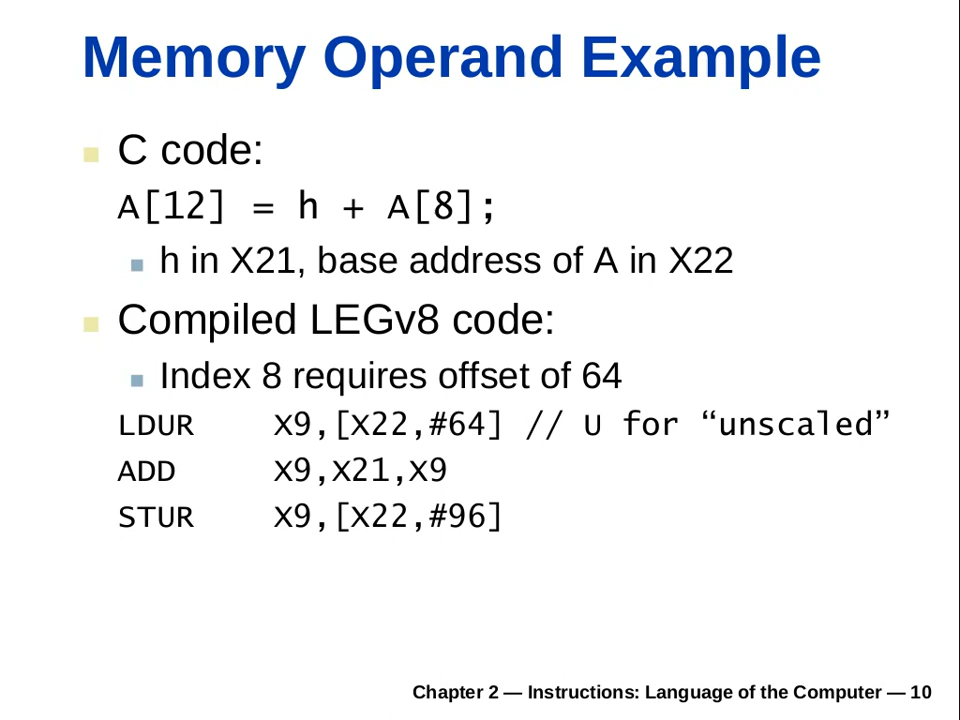 Memory Operand Example
C code:
A[12] = h + A[8];
h in X21, base address of A in X22
Compiled LEGv8 code:
Index 8 requires offset of 64
LDUR X9,[X22,#64] // U for “unscaled”
ADD X9,X21,X9
STUR X9,[X22,#96]
Chapter 2 — Instructions: Language of the Computer — 10